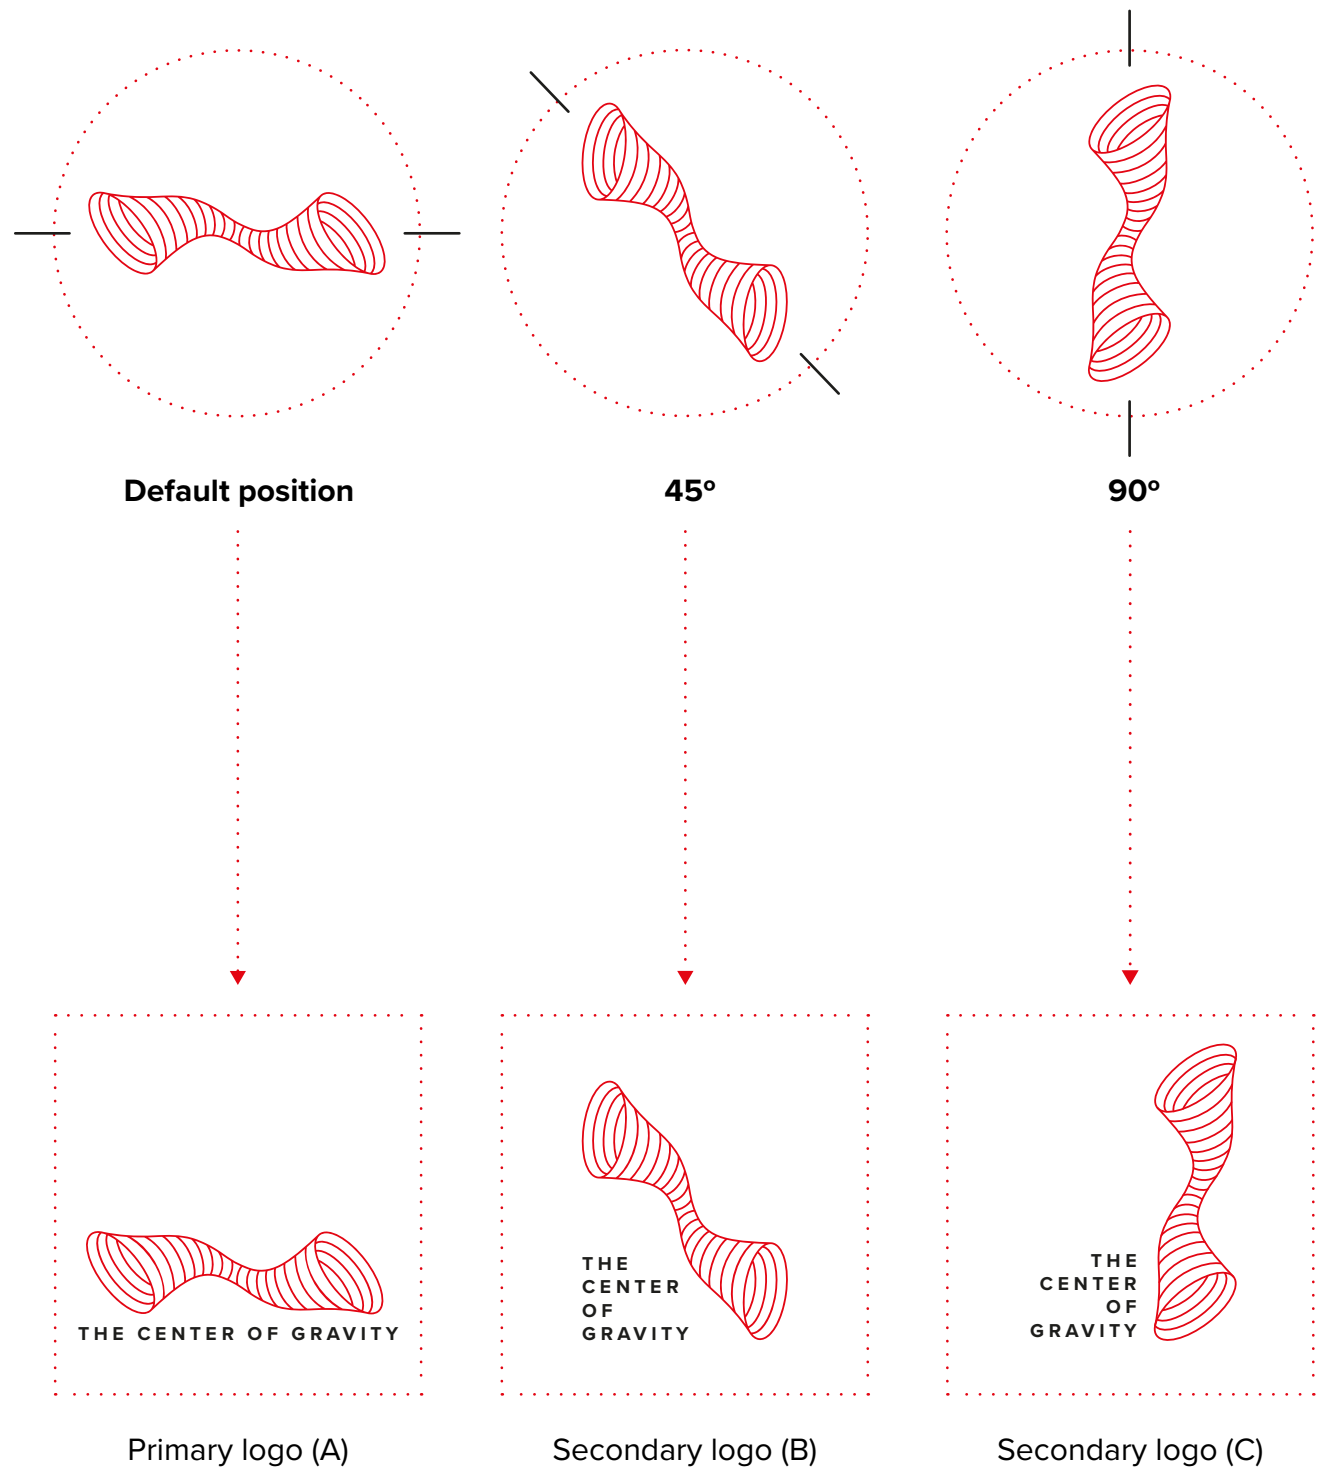 Default position
45º
90º
THE CENTER OF GRAVITY
THE
CENTER
OF
GRAVITY
THE
CENTER
OF
GRAVITY
Primary logo (A)
Secondary logo (B)
Secondary logo (C)